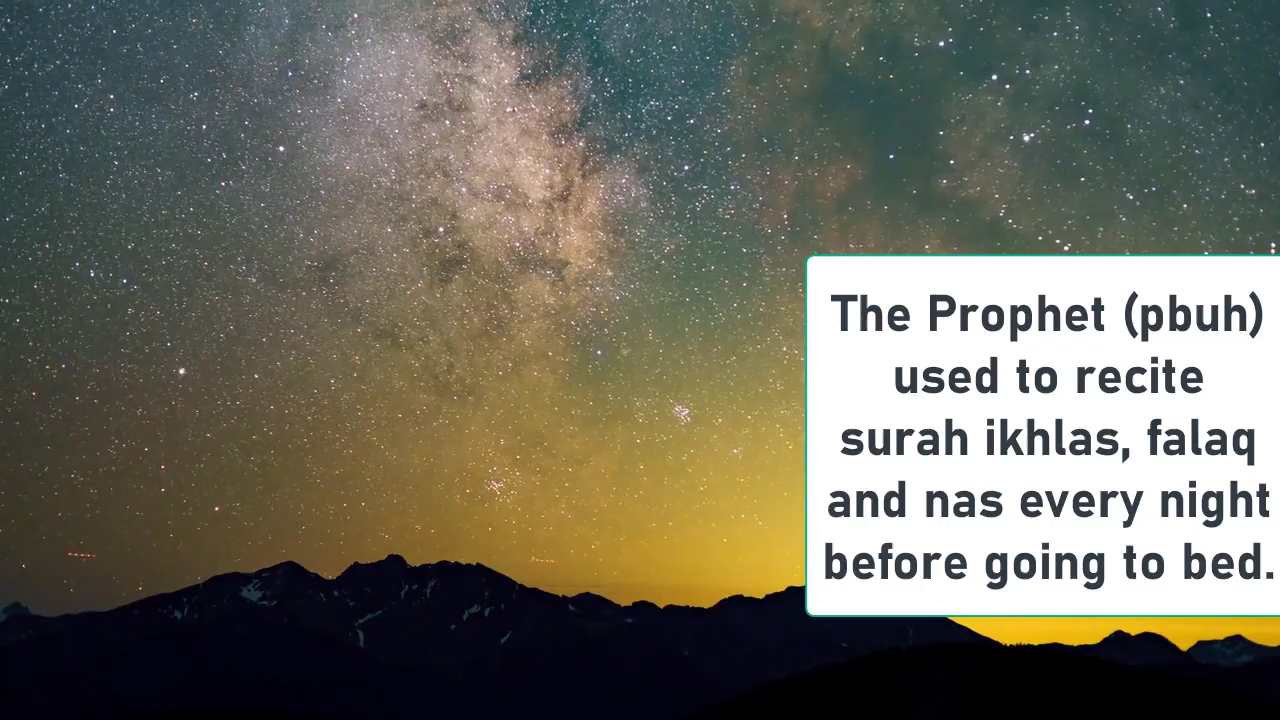 The Prophet (pbuh)
used to recite
surah ikhlas, falaq
and nas every night
before going to bed.